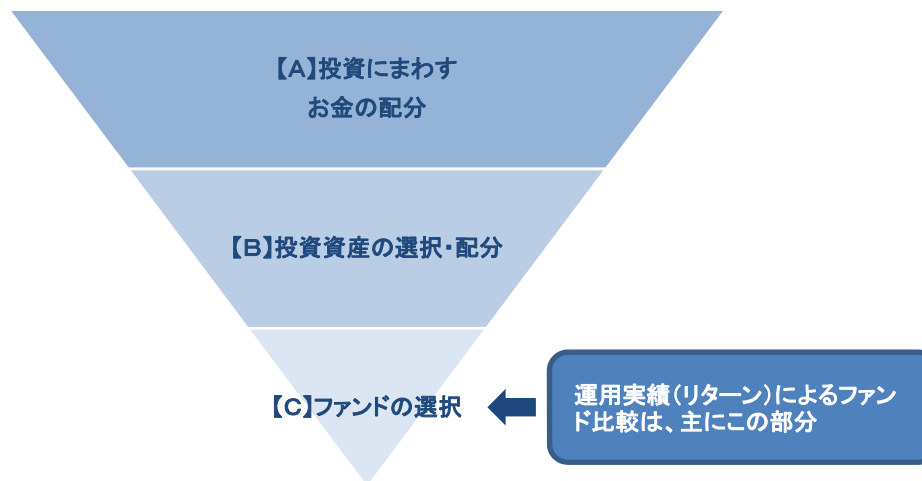 【A】投資にまわす
お金の配分
【B】投資資産の選択・配分
【C】ファンドの選択
運用実績（リターン）によるファン
ド比較は、主にこの部分